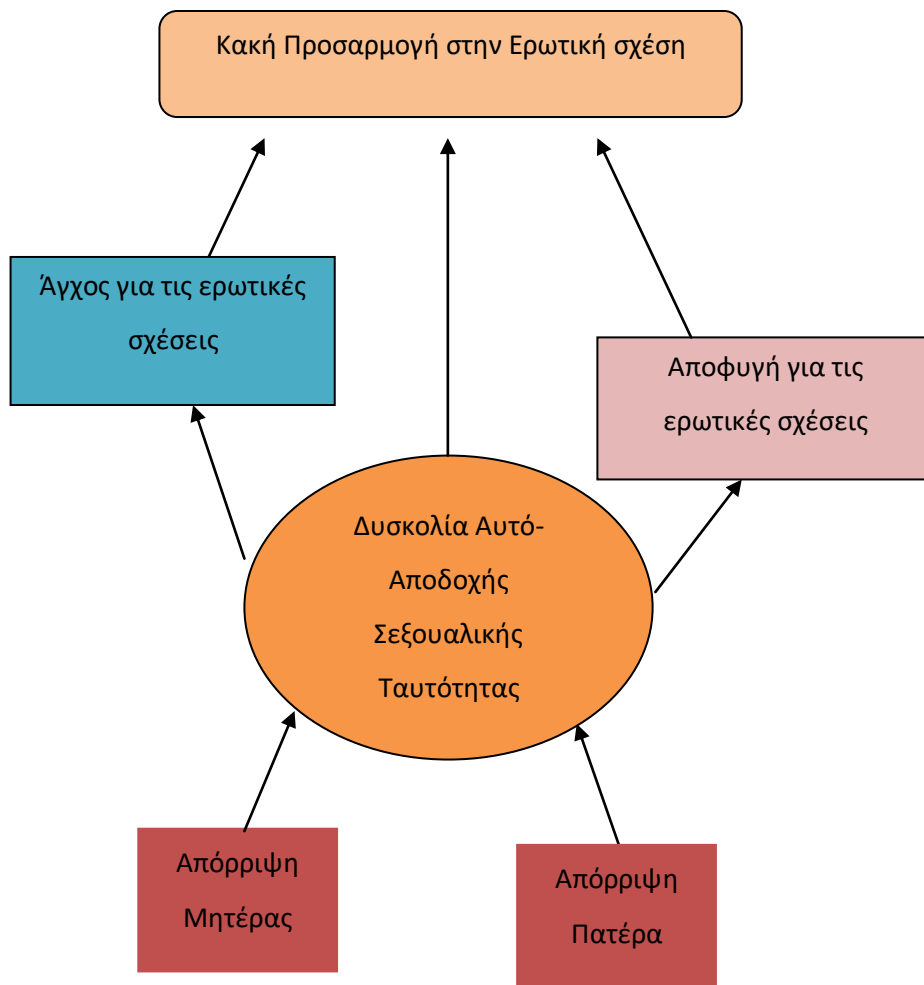 Κακή Προσαρμογή στην Ερωτική σχέση
Άγχος για τις ερωτικές
σχέσεις
Αποφυγή για τις
ερωτικές σχέσεις
Δυσκολία Αυτό-
Αποδοχής
Σεξουαλικής
Ταυτότητας
Απόρριψη
Μητέρας
Απόρριψη
Πατέρα